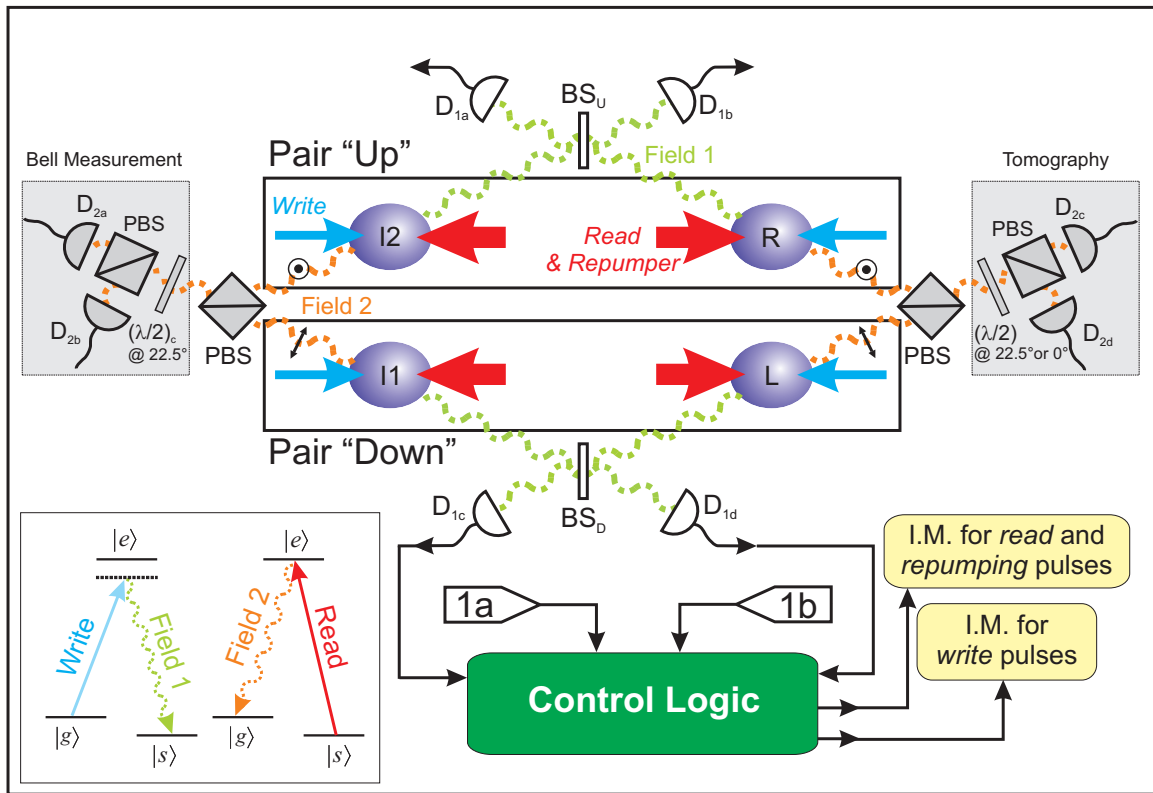 D1a
BSU
D1b
Bell Measurement
Pair “Up”
Field 1
Tomography
D2a
PBS
Write
I2
Read
& Repumper
R
D2c
PBS
D2b
(λ/2)c
@ 22.5°
PBS
Field 2
PBS
(λ/2)
@ 22.5°or 0°
D2d
I1
L
Pair “Down”
D1c
BSD
D1d
|e⟩
|e⟩
Write
Field 1
Field 2
Read
|g⟩
|s⟩
|g⟩
|s⟩
1a
1b
Control Logic
I.M. for read and
repumping pulses
I.M. for
write pulses